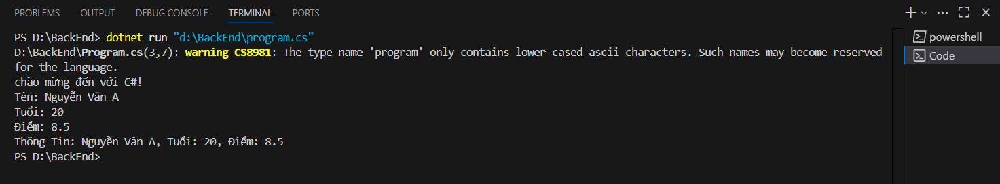 PROBLEMS OUTPUT DEBUG CONSOLE TERMINAL PORTS
PS D:\BackEnd> dotnet run "d:\BackEnd\program.cs"
D:\BackEnd\Program.cs(3,7): warning CS8981: The type name 'program' only contains lower-cased ascii characters. Such names may become reserved
for the language.
chào mừng đến với C#!
Tên: Nguyễn Văn A
Tuổi: 20
Điểm: 8.5
Thông Tin: Nguyễn Văn A, Tuổi: 20, Điểm: 8.5
PS D:\BackEnd>
powershell
Code